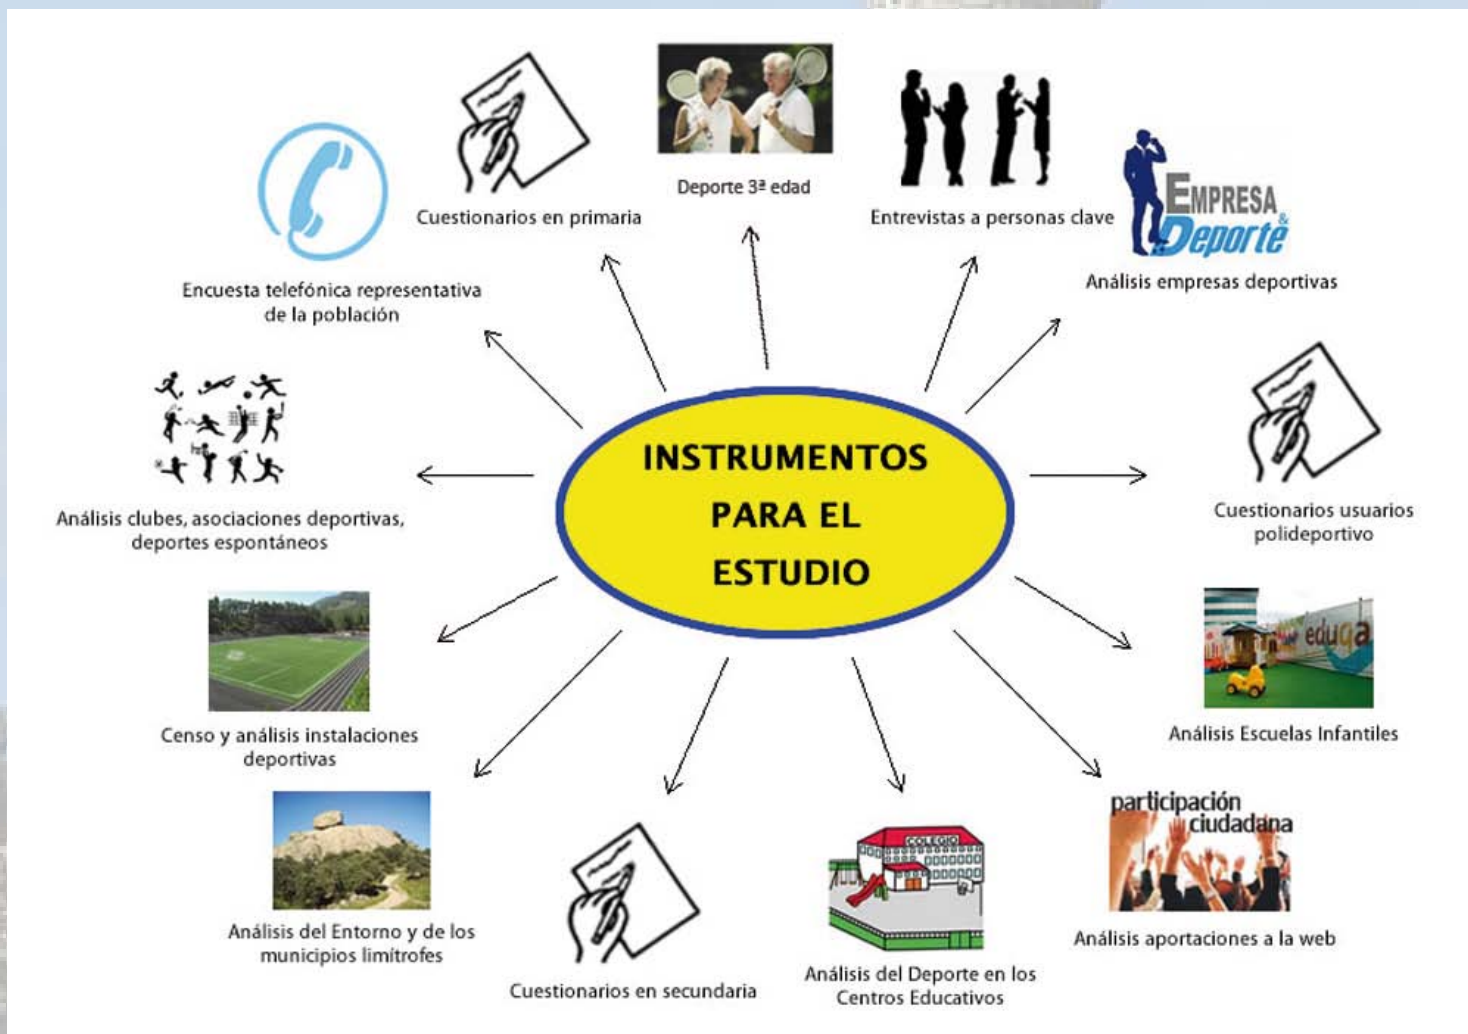 Deporte 3ª edad
Cuestionarios en primaria
Entrevistas a personas clave
EMPRESA
&
Deporte
Análisis empresas deportivas
Encuesta telefónica representativa
de la población
INSTRUMENTOS
PARA EL
ESTUDIO
Cuestionarios usuarios
polideportivo
Análisis clubes, asociaciones deportivas,
deportes espontáneos
eduqa
Análisis Escuelas Infantiles
Censo y análisis instalaciones
deportivas
participación
ciudadana
Análisis aportaciones a la web
COLEGIO
Análisis del Entorno y de los
municipios limítrofes
Cuestionarios en secundaria
Análisis del Deporte en los
Centros Educativos